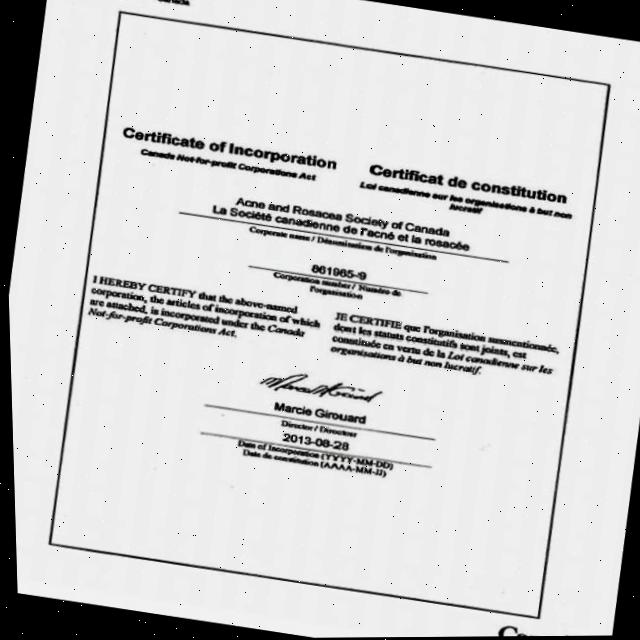 Certificate of Incorporation
Canada Not-for-profit Corporations Act
Certificat de constitution
Loi canadienne sur les organisations à but non
lucratif
Acne and Rosacea Society of Canada
La Société canadienne de l'acné et la rosacée
Corporate name / Dénomination de l'organisation
861965-9
Corporation number / Numéro de
l'organisation
I HEREBY CERTIFY that the above-named
corporation, the articles of incorporation of which
are attached, is incorporated under the Canada
Not-for-profit Corporations Act.
JE CERTIFIE que l'organisation susmentionnée,
dont les statuts constitutifs sont joints, est
constituée en vertu de la Loi canadienne sur les
organisations à but non lucratif.
Marcie Girouard
Marcie Girouard
Director / Directeur
2013-08-28
Date of Incorporation (YYYY-MM-DD)
Date de constitution (AAAA-MM-JJ)